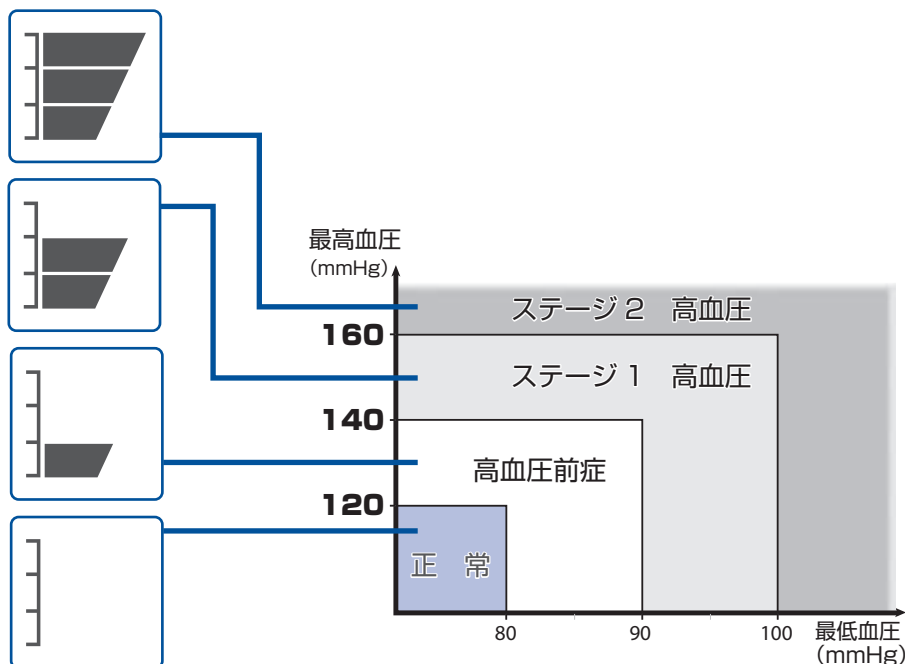 最高血圧
(mmHg)
ステージ2 高血圧
160
ステージ1 高血圧
140
高血圧前症
120
正 常
80 90 100 最低血圧
(mmHg)